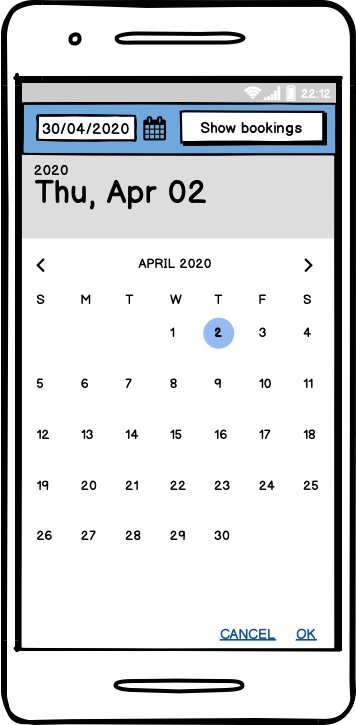 22:12
30/04/2020 Show bookings
2020
Thu, Apr 02
APRIL 2020
S M T W T F S
1 2 3 4
5 6 7 8 9 10 11
12 13 14 15 16 17 18
19 20 21 22 23 24 25
26 27 28 29 30
CANCEL OK